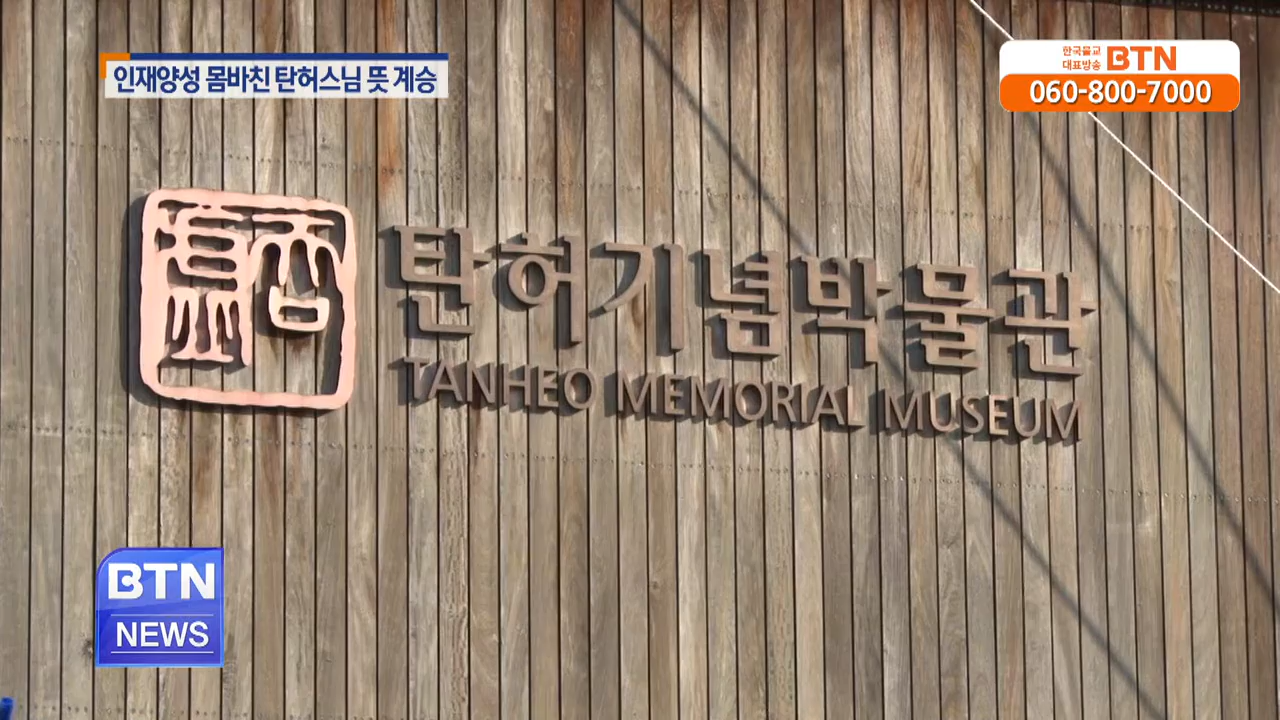 인재양성 몸바친 탄허스님 뜻 계승
한국불교
대표방송
BTN
060-800-7000
탄허기념박물관
TANHEO MEMORIAL MUSEUM
BTN
NEWS